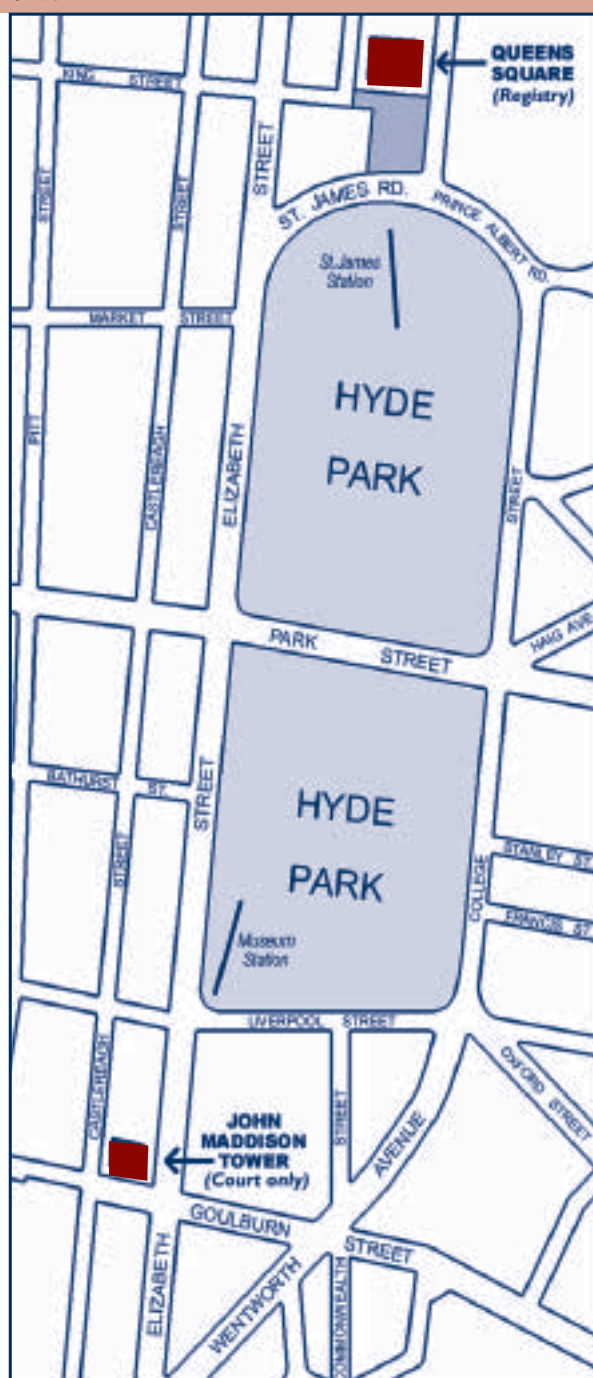 QUEENS
SQUARE
(Registry)
KING STREET
STREET
STREET
STREET
ST. JAMES RD.
PRINCE ALBERT RD.
St.James
Station
MARKET STREET
HYDE
PARK
PITT
CASTLEREAGH
ELIZABETH
STREET
HAIG AVE.
PARK STREET
BATHURST ST.
STREET
STREET
HYDE
PARK
STANLEY ST.
FRANCIS ST.
COLLEGE
Museum
Station
LIVERPOOL STREET
OXFORD STREET
CASTLEREAGH
STREET
AVENUE
JOHN
MADDISON
TOWER
(Court only)
GOULBURN STREET
ELIZABETH
WENTWORTH
COMMONWEALTH